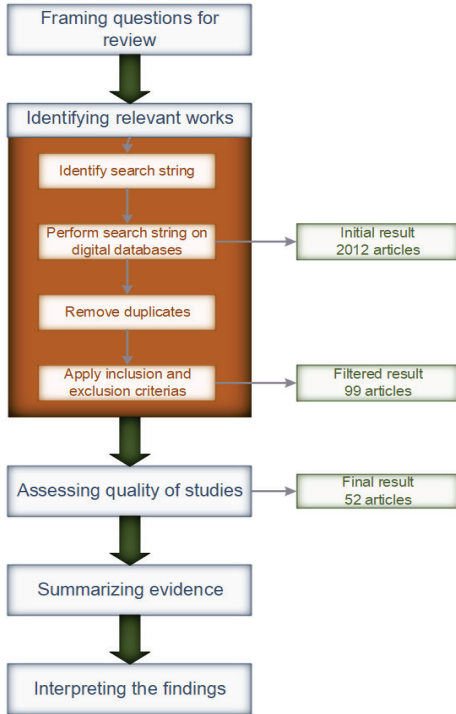 Framing questions for
review
Identifying relevant works
Identify search string
Perform search string on
digital databases
Initial result
2012 articles
Remove duplicates
Apply inclusion and
exclusion criterias
Filtered result
99 articles
Assessing quality of studies
Final result
52 articles
Summarizing evidence
Interpreting the findings